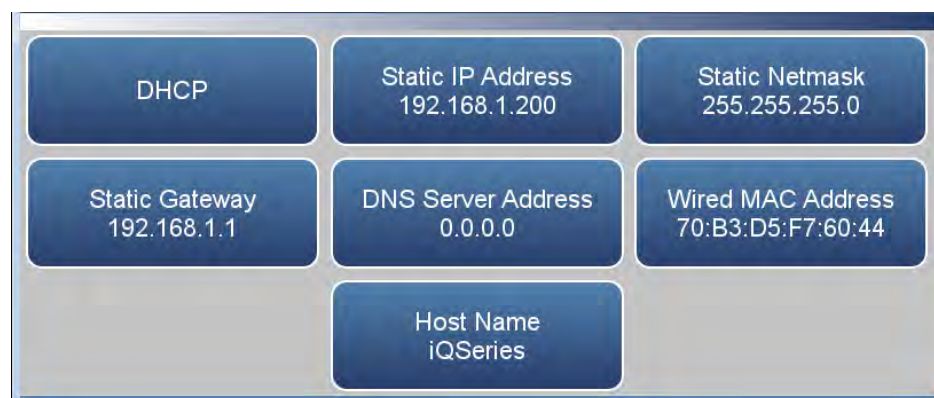 DHCP
Static IP Address
192.168.1.200
Static Netmask
255.255.255.0
Static Gateway
192.168.1.1
DNS Server Address
0.0.0.0
Wired MAC Address
70:B3:D5:F7:60:44
Host Name
iQSeries